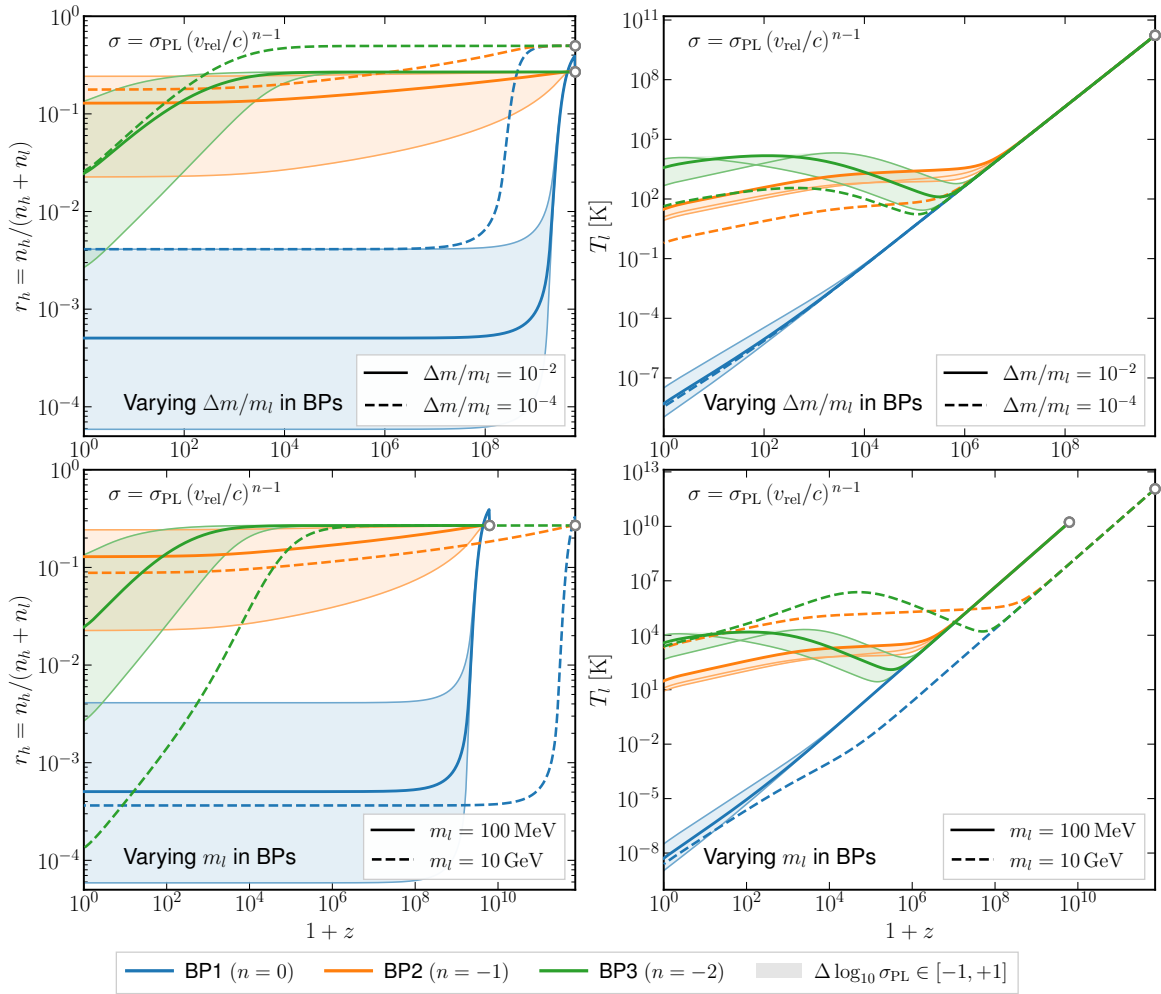 σ = σ_PL (v_rel/c)^{n−1}
r_h = n_h/(n_h + n_l)
10^0
10^{−1}
10^{−2}
10^{−3}
10^{−4}
Varying Δm/m_l in BPs
Δm/m_l = 10^{−2}
Δm/m_l = 10^{−4}
10^0 10^2 10^4 10^6 10^8
σ = σ_PL (v_rel/c)^{n−1}
T_l [K]
10^{11}
10^8
10^5
10^2
10^{−1}
10^{−4}
10^{−7}
Varying Δm/m_l in BPs
Δm/m_l = 10^{−2}
Δm/m_l = 10^{−4}
10^0 10^2 10^4 10^6 10^8
σ = σ_PL (v_rel/c)^{n−1}
r_h = n_h/(n_h + n_l)
10^0
10^{−1}
10^{−2}
10^{−3}
10^{−4}
Varying m_l in BPs
m_l = 100 MeV
m_l = 10 GeV
10^0 10^2 10^4 10^6 10^8 10^{10}
1 + z
σ = σ_PL (v_rel/c)^{n−1}
T_l [K]
10^{13}
10^{10}
10^7
10^4
10^1
10^{−2}
10^{−5}
10^{−8}
Varying m_l in BPs
m_l = 100 MeV
m_l = 10 GeV
10^0 10^2 10^4 10^6 10^8 10^{10}
1 + z
BP1 (n = 0) BP2 (n = −1) BP3 (n = −2) Δ log_{10} σ_PL ∈ [−1, +1]